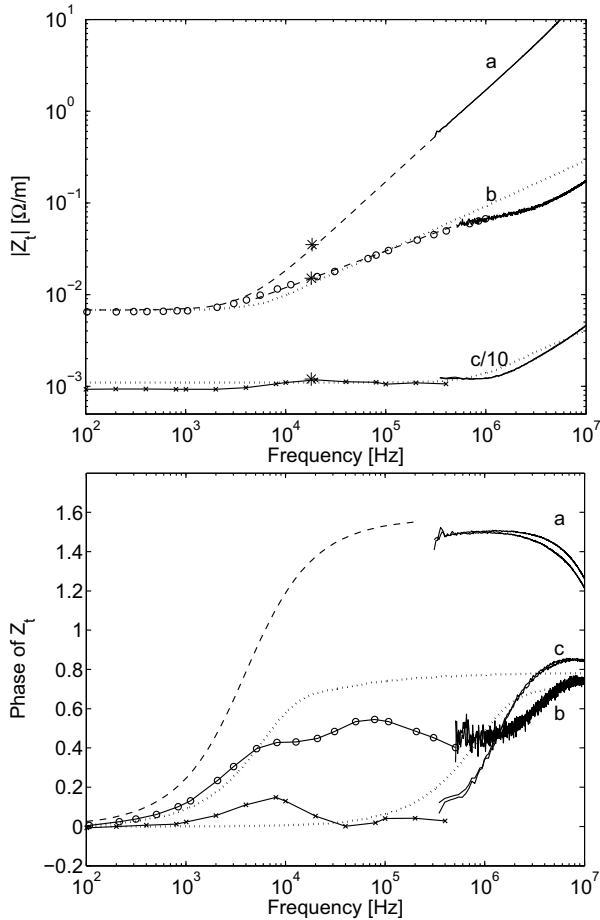 10^1
10^0
10^-1
10^-2
10^-3
|Z_t| [Ω/m]
a
b
c/10
10^2 10^3 10^4 10^5 10^6 10^7
Frequency [Hz]
1.6
1.4
1.2
1
0.8
0.6
0.4
0.2
0
-0.2
Phase of Z_t
a
c
b
10^2 10^3 10^4 10^5 10^6 10^7
Frequency [Hz]